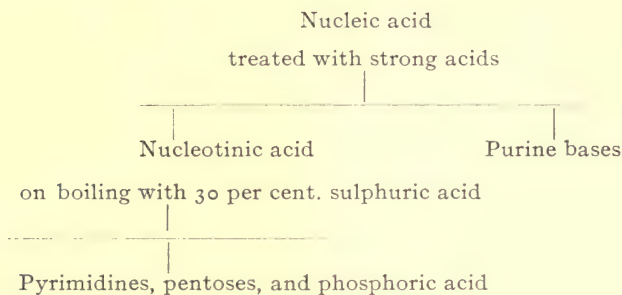 Nucleic acid
treated with strong acids
Nucleotinic acid Purine bases
on boiling with 30 per cent. sulphuric acid
Pyrimidines, pentoses, and phosphoric acid